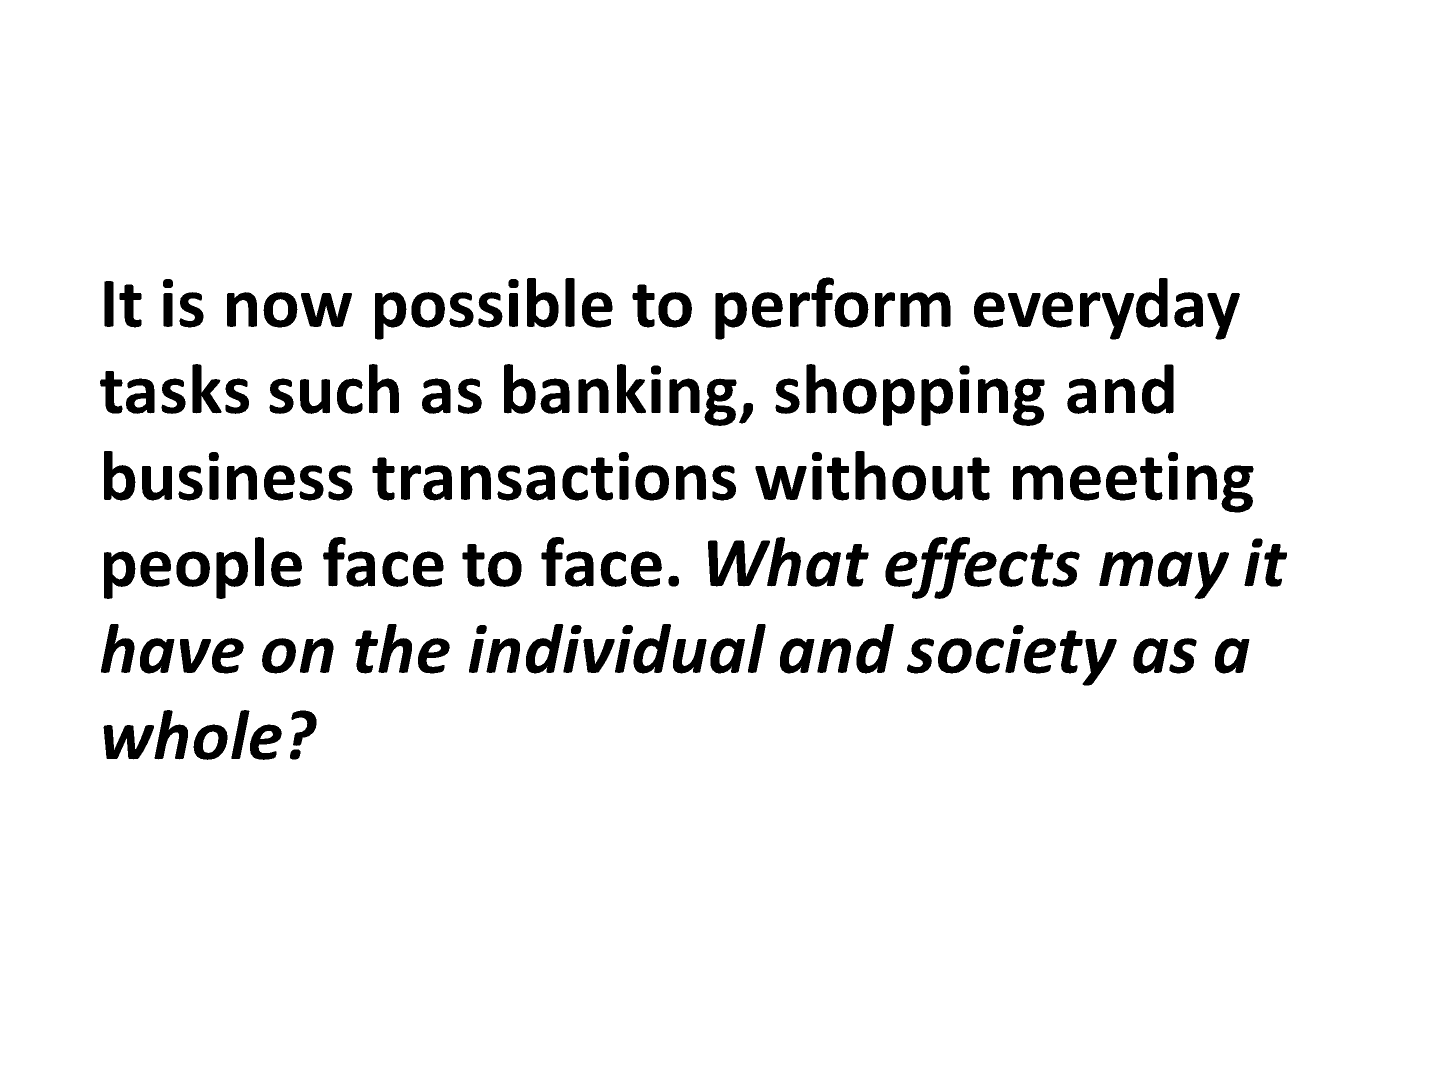 It is now possible to perform everyday
tasks such as banking, shopping and
business transactions without meeting
people face to face. What effects may it
have on the individual and society as a
whole?